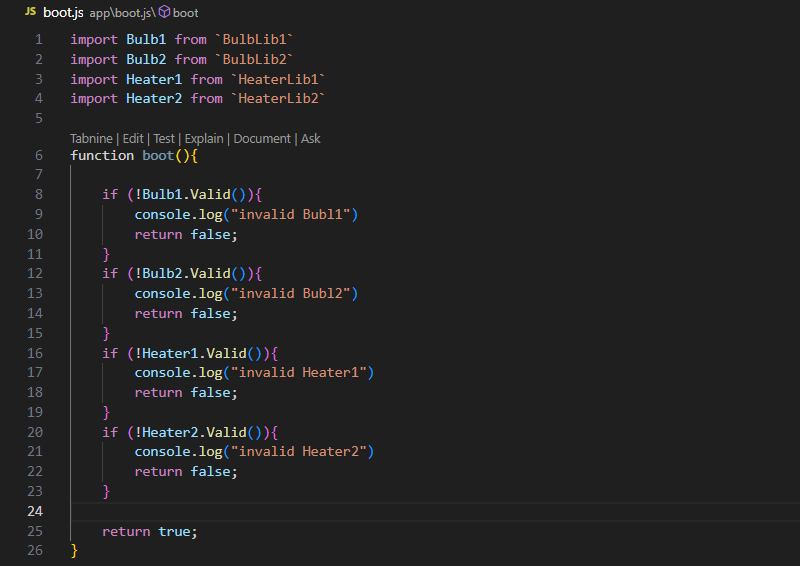 JS boot.js app\boot.js\ boot
1 import Bulb1 from `BulbLib1`
2 import Bulb2 from `BulbLib2`
3 import Heater1 from `HeaterLib1`
4 import Heater2 from `HeaterLib2`
5
Tabnine | Edit | Test | Explain | Document | Ask
6 function boot(){
7
8 if (!Bulb1.Valid()){
9 console.log("invalid Bubl1")
10 return false;
11 }
12 if (!Bulb2.Valid()){
13 console.log("invalid Bubl2")
14 return false;
15 }
16 if (!Heater1.Valid()){
17 console.log("invalid Heater1")
18 return false;
19 }
20 if (!Heater2.Valid()){
21 console.log("invalid Heater2")
22 return false;
23 }
24
25 return true;
26 }